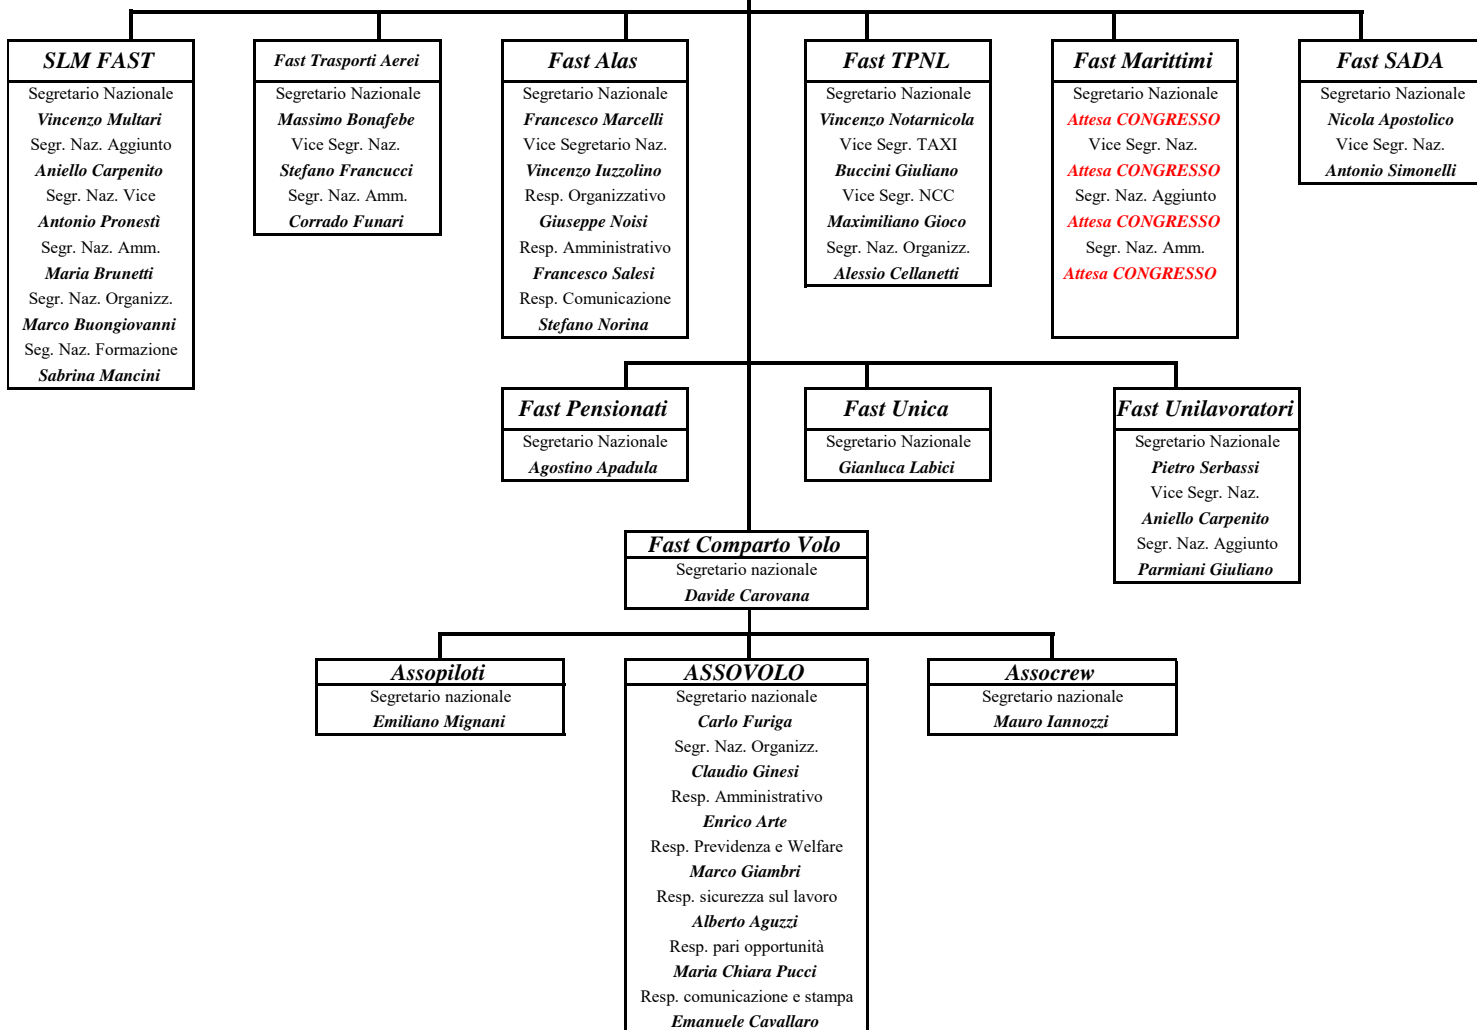 SLM FAST
Segretario Nazionale
Vincenzo Multari
Segr. Naz. Aggiunto
Aniello Carpenito
Segr. Naz. Vice
Antonio Pronestì
Segr. Naz. Amm.
Maria Brunetti
Segr. Naz. Organizz.
Marco Buongiovanni
Seg. Naz. Formazione
Sabrina Mancini
Fast Trasporti Aerei
Segretario Nazionale
Massimo Bonafebe
Vice Segr. Naz.
Stefano Francucci
Segr. Naz. Amm.
Corrado Funari
Fast Alas
Segretario Nazionale
Francesco Marcelli
Vice Segretario Naz.
Vincenzo Iuzzolino
Resp. Organizzativo
Giuseppe Noisi
Resp. Amministrativo
Francesco Salesi
Resp. Comunicazione
Stefano Norina
Fast TPNL
Segretario Nazionale
Vincenzo Notarnicola
Vice Segr. TAXI
Buccini Giuliano
Vice Segr. NCC
Maximiliano Gioco
Segr. Naz. Organizz.
Alessio Cellanetti
Fast Marittimi
Segretario Nazionale
Attesa CONGRESSO
Vice Segr. Naz.
Attesa CONGRESSO
Segr. Naz. Aggiunto
Attesa CONGRESSO
Segr. Naz. Amm.
Attesa CONGRESSO
Fast SADA
Segretario Nazionale
Nicola Apostolico
Vice Segr. Naz.
Antonio Simonelli
Fast Pensionati
Segretario Nazionale
Agostino Apadula
Fast Unica
Segretario Nazionale
Gianluca Labici
Fast Unilavoratori
Segretario Nazionale
Pietro Serbassi
Vice Segr. Naz.
Aniello Carpenito
Segr. Naz. Aggiunto
Parmiani Giuliano
Fast Comparto Volo
Segretario nazionale
Davide Carovana
Assopiloti
Segretario nazionale
Emiliano Mignani
ASSOVOLO
Segretario nazionale
Carlo Furiga
Segr. Naz. Organizz.
Claudio Ginesi
Resp. Amministrativo
Enrico Arte
Resp. Previdenza e Welfare
Marco Giambri
Resp. sicurezza sul lavoro
Alberto Aguzzi
Resp. pari opportunità
Maria Chiara Pucci
Resp. comunicazione e stampa
Emanuele Cavallaro
Assocrew
Segretario nazionale
Mauro Iannozzi